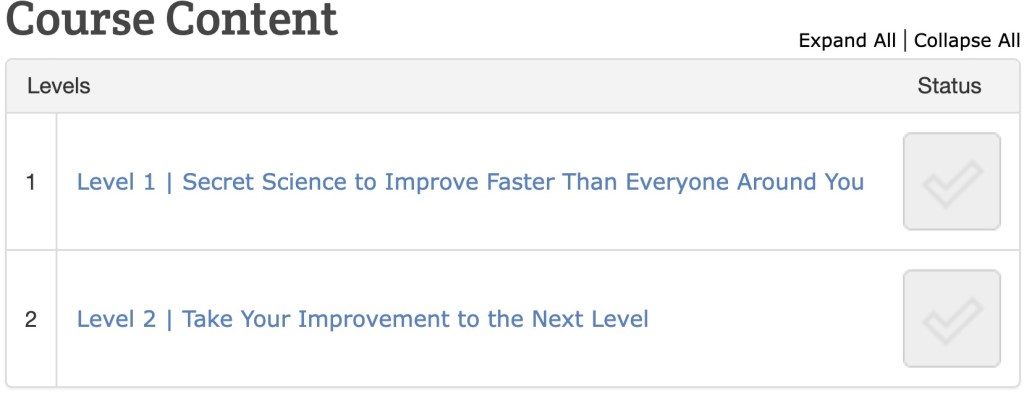 Course Content
Expand All | Collapse All
Levels Status
1 Level 1 | Secret Science to Improve Faster Than Everyone Around You
2 Level 2 | Take Your Improvement to the Next Level